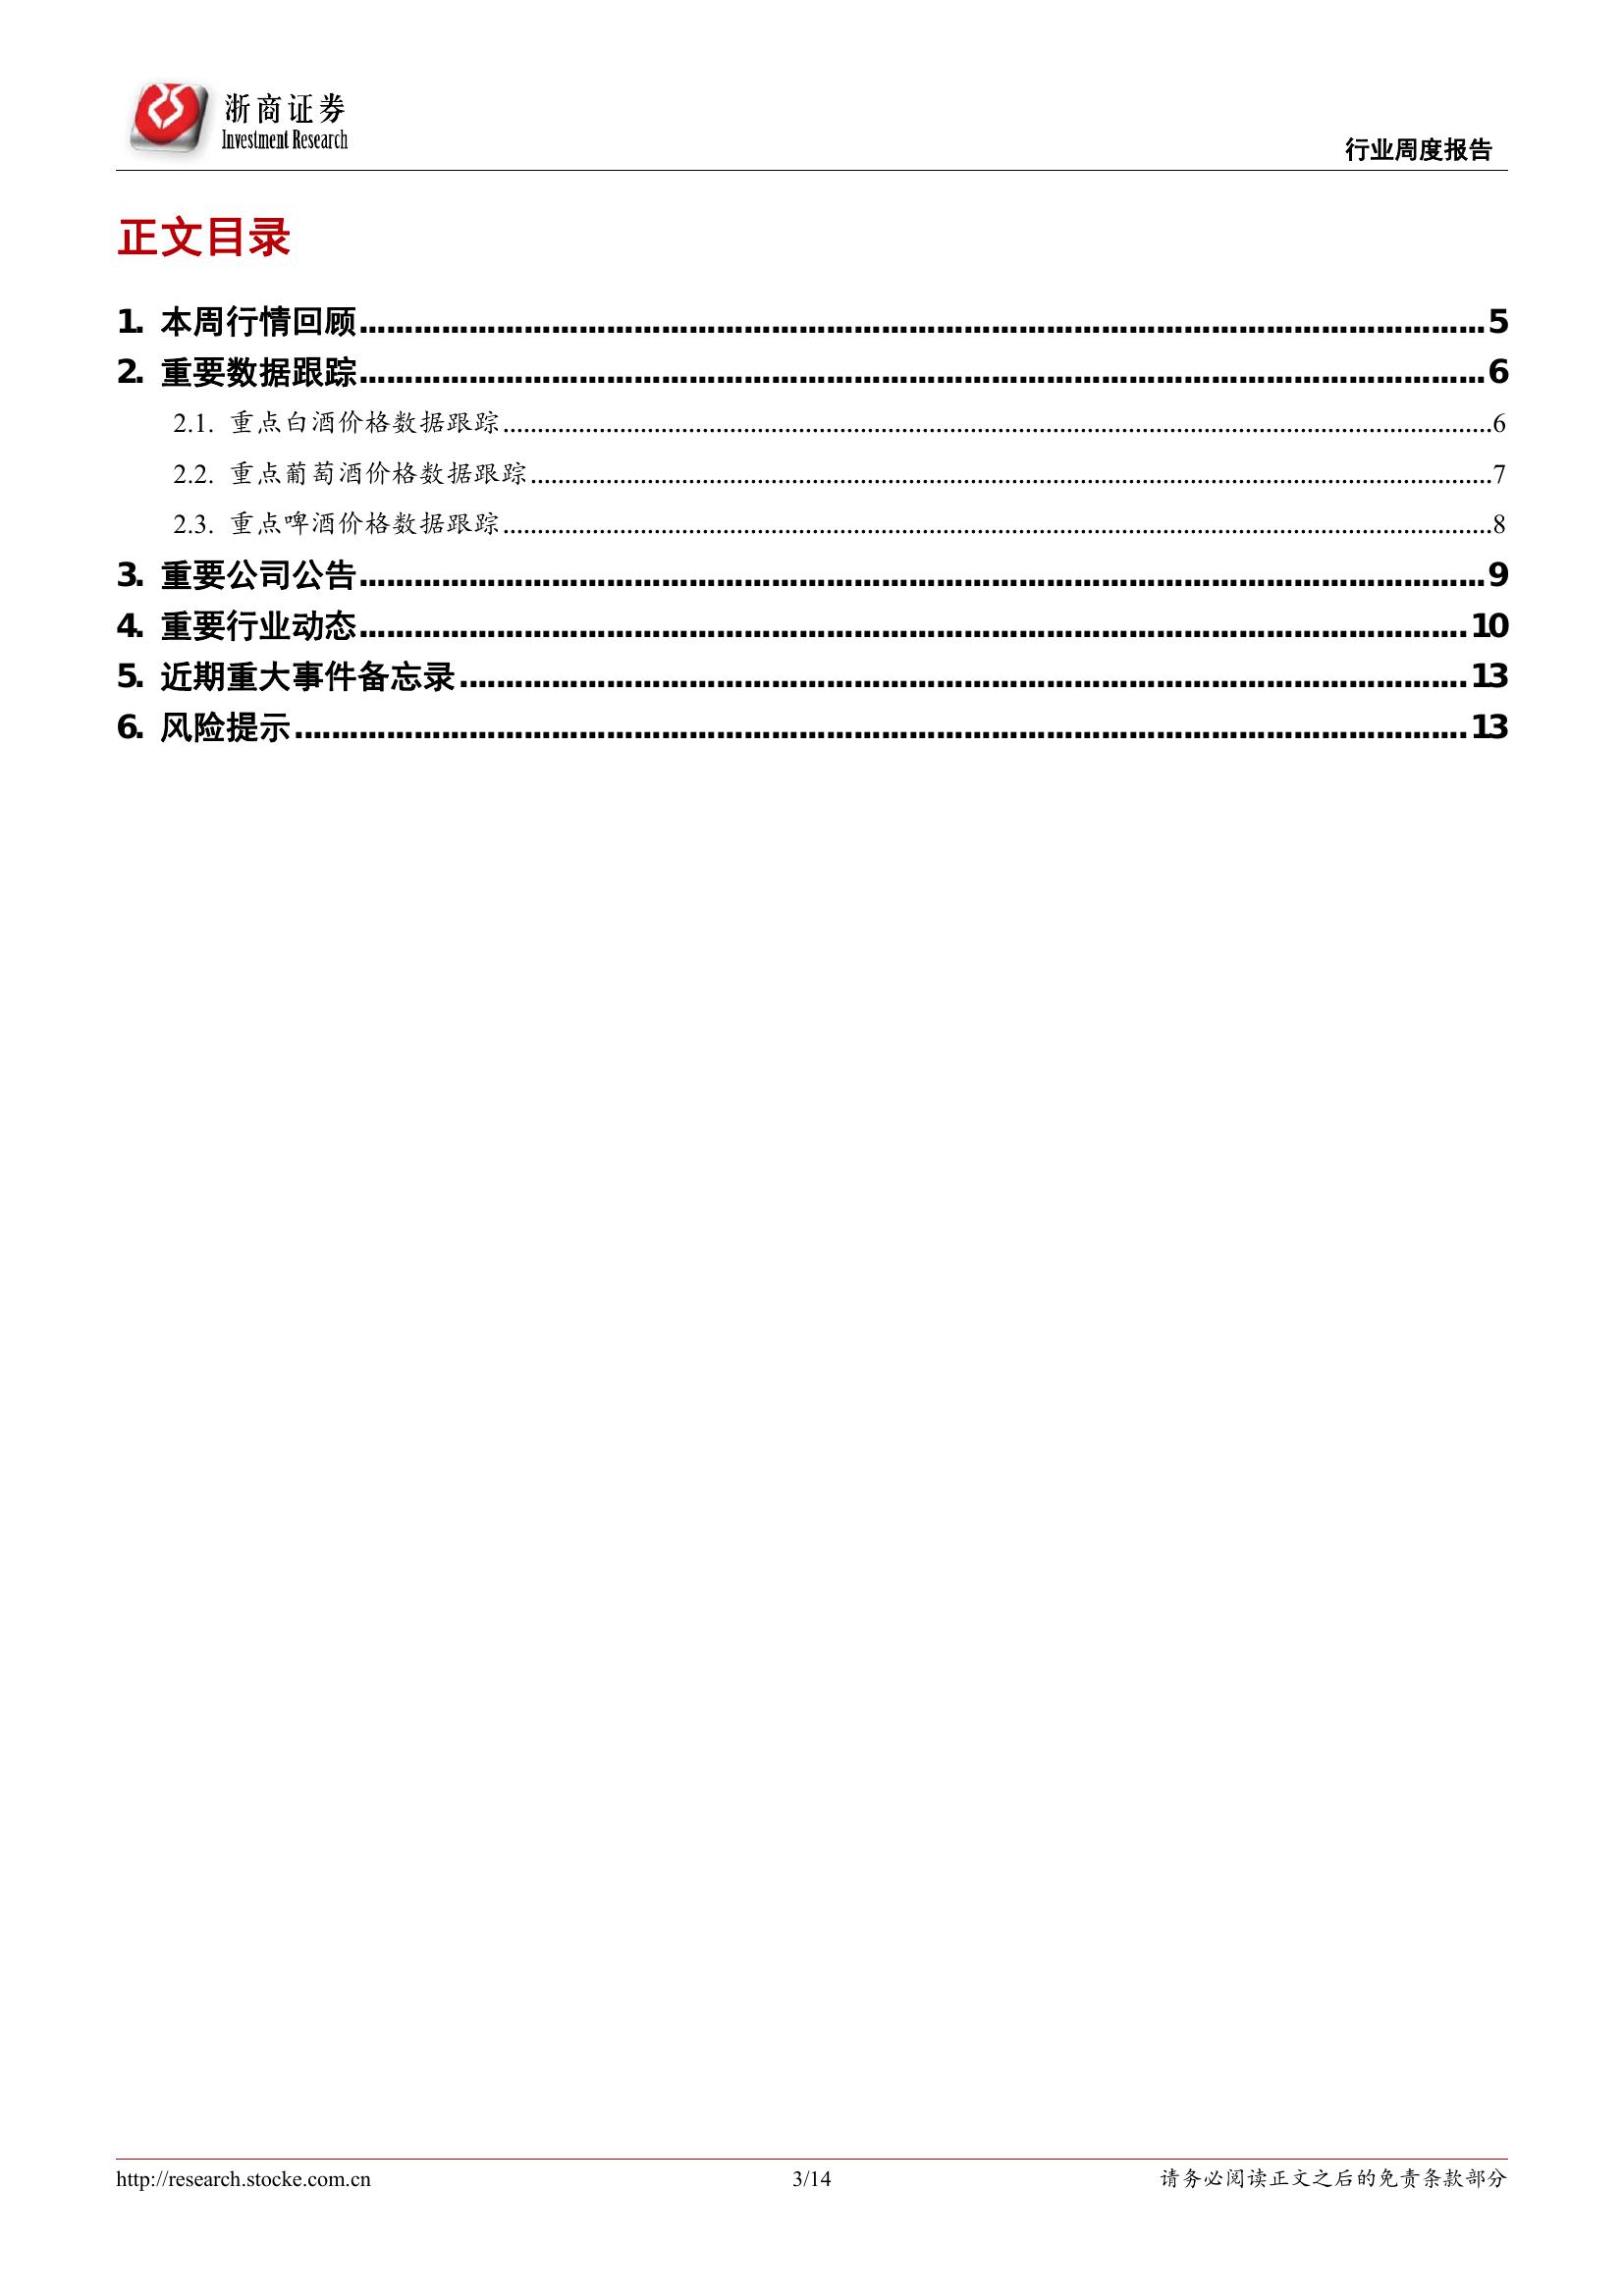 浙商证券
Investment Research
行业周度报告
正文目录
1. 本周行情回顾 5
2. 重要数据跟踪 6
2.1. 重点白酒价格数据跟踪 6
2.2. 重点葡萄酒价格数据跟踪 7
2.3. 重点啤酒价格数据跟踪 8
3. 重要公司公告 9
4. 重要行业动态 10
5. 近期重大事件备忘录 13
6. 风险提示 13
http://research.stocke.com.cn 3/14 请务必阅读正文之后的免责条款部分